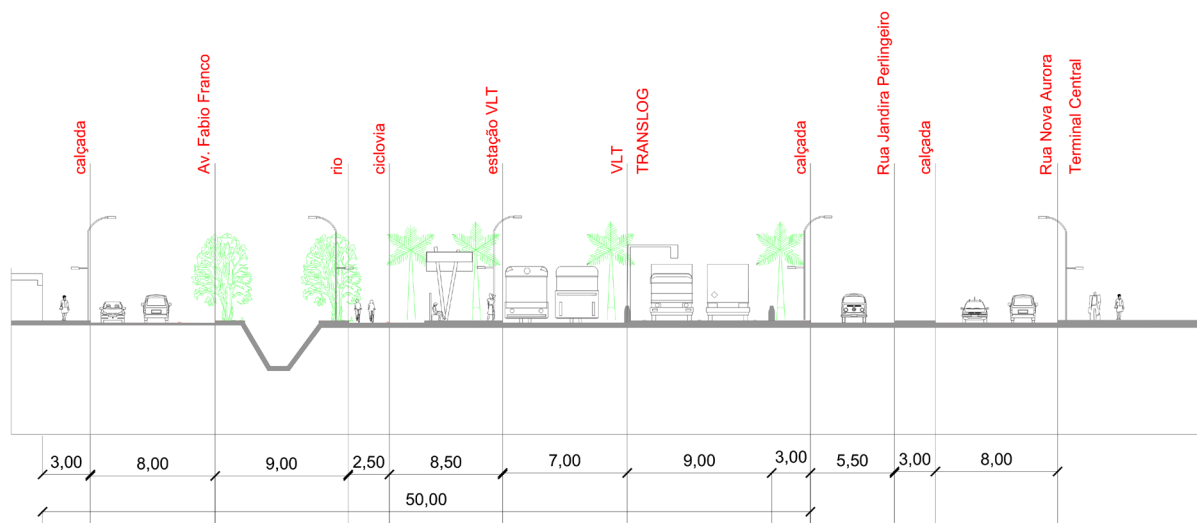 calçada
Av. Fabio Franco
rio
ciclovia
estação VLT
VLT
TRANSLOG
calçada
Rua Jandira Perlingeiro
calçada
Rua Nova Aurora
Terminal Central
3,00
8,00
9,00
2,50
8,50
7,00
9,00
3,00
5,50
3,00
8,00
50,00